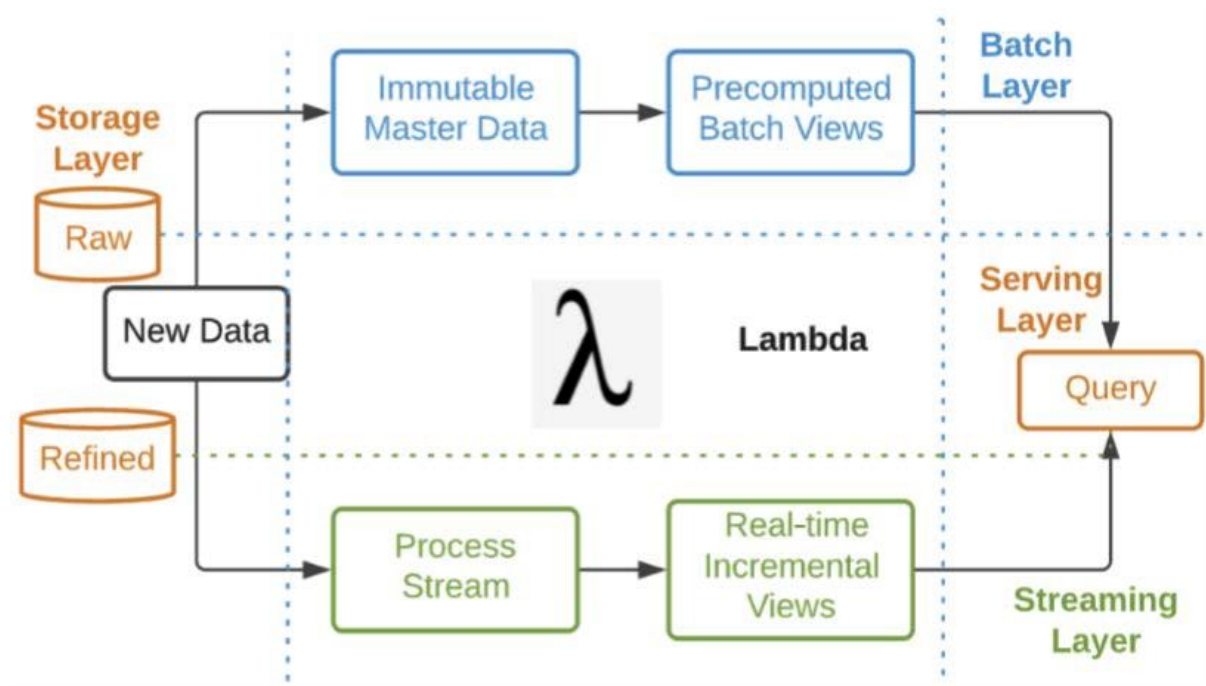 Storage
Layer
Raw
New Data
Refined
Immutable
Master Data
Precomputed
Batch Views
Batch
Layer
λ
Lambda
Serving
Layer
Query
Process
Stream
Real-time
Incremental
Views
Streaming
Layer